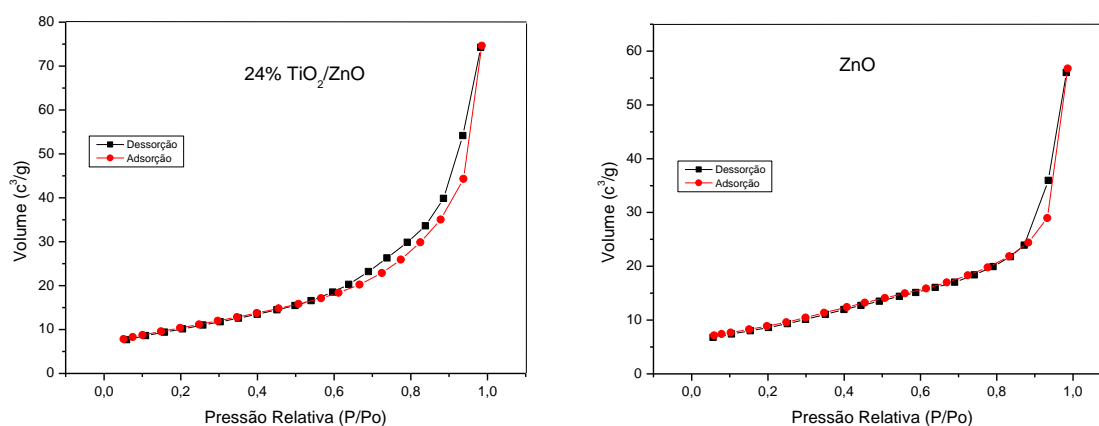 80
70
60
50
40
30
20
10
0
Volume (c³/g)
24% TiO₂/ZnO
Dessorção
Adsorção
0,0 0,2 0,4 0,6 0,8 1,0
Pressão Relativa (P/Po)
60
50
40
30
20
10
0
Volume (c³/g)
ZnO
Dessorção
Adsorção
0,0 0,2 0,4 0,6 0,8 1,0
Pressão Relativa (P/Po)